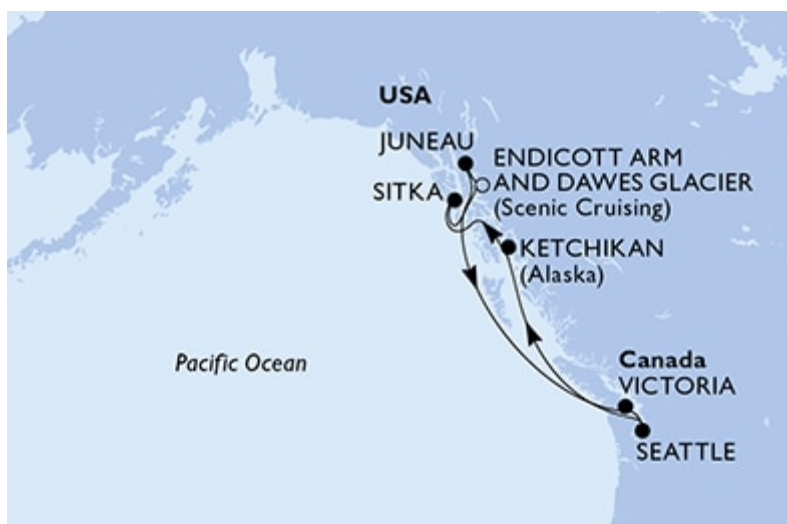 USA
JUNEAU
ENDICOTT ARM
AND DAWES GLACIER
(Scenic Cruising)
SITKA
KETCHIKAN
(Alaska)
Pacific Ocean
Canada
VICTORIA
SEATTLE